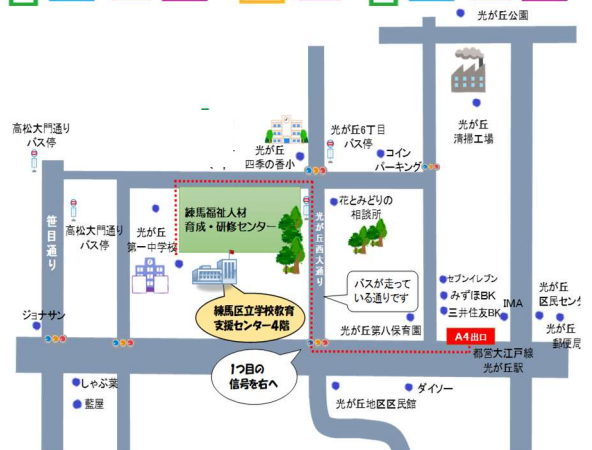 光が丘公園
光が丘
清掃工場
高松大門通り
バス停
光が丘
四季の香小
光が丘6丁目
バス停
コイン
パーキング
笹目通り
高松大門通り
バス停
光が丘
第一中学校
練馬福祉人材
育成・研修センター
光が丘西大通り
花とみどりの
相談所
バスが走って
いる通りです
セブンイレブン
みずほBK
三井住友BK
IMA
光が丘
区民セン
光が丘
郵便局
ジョナサン
練馬区立学校教育
支援センター4階
光が丘第八保育園
A4出口
都営大江戸線
光が丘駅
1つ目の
信号を右へ
しゃぶ葉
藍屋
光が丘地区区民館
ダイソー